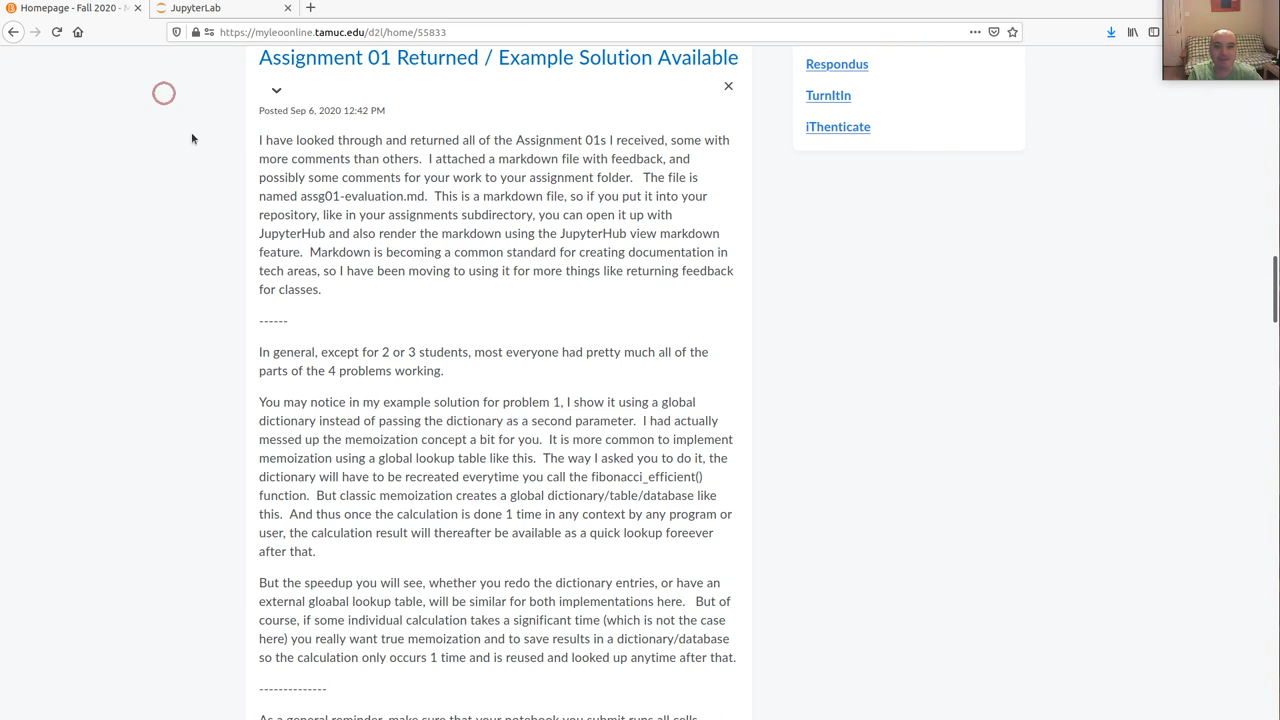 Homepage - Fall 2020 -
JupyterLab
https://myleoonline.tamuc.edu/d2l/home/55833
Assignment 01 Returned / Example Solution Available
Posted Sep 6, 2020 12:42 PM
I have looked through and returned all of the Assignment 01s I received, some with
more comments than others.  I attached a markdown file with feedback, and
possibly some comments for your work to your assignment folder.   The file is
named assg01-evaluation.md.  This is a markdown file, so if you put it into your
repository, like in your assignments subdirectory, you can open it up with
JupyterHub and also render the markdown using the JupyterHub view markdown
feature.  Markdown is becoming a common standard for creating documentation in
tech areas, so I have been moving to using it for more things like returning feedback
for classes.
------
In general, except for 2 or 3 students, most everyone had pretty much all of the
parts of the 4 problems working.
You may notice in my example solution for problem 1, I show it using a global
dictionary instead of passing the dictionary as a second parameter.  I had actually
messed up the memoization concept a bit for you.  It is more common to implement
memoization using a global lookup table like this.  The way I asked you to do it, the
dictionary will have to be recreated everytime you call the fibonacci_efficient()
function.  But classic memoization creates a global dictionary/table/database like
this.  And thus once the calculation is done 1 time in any context by any program or
user, the calculation result will thereafter be available as a quick lookup foreever
after that.
But the speedup you will see, whether you redo the dictionary entries, or have an
external gloabal lookup table, will be similar for both implementations here.   But of
course, if some individual calculation takes a significant time (which is not the case
here) you really want true memoization and to save results in a dictionary/database
so the calculation only occurs 1 time and is reused and looked up anytime after that.
--------------
As a general reminder, make sure that your notebook you submit runs all cells
Respondus
TurnItIn
iThenticate